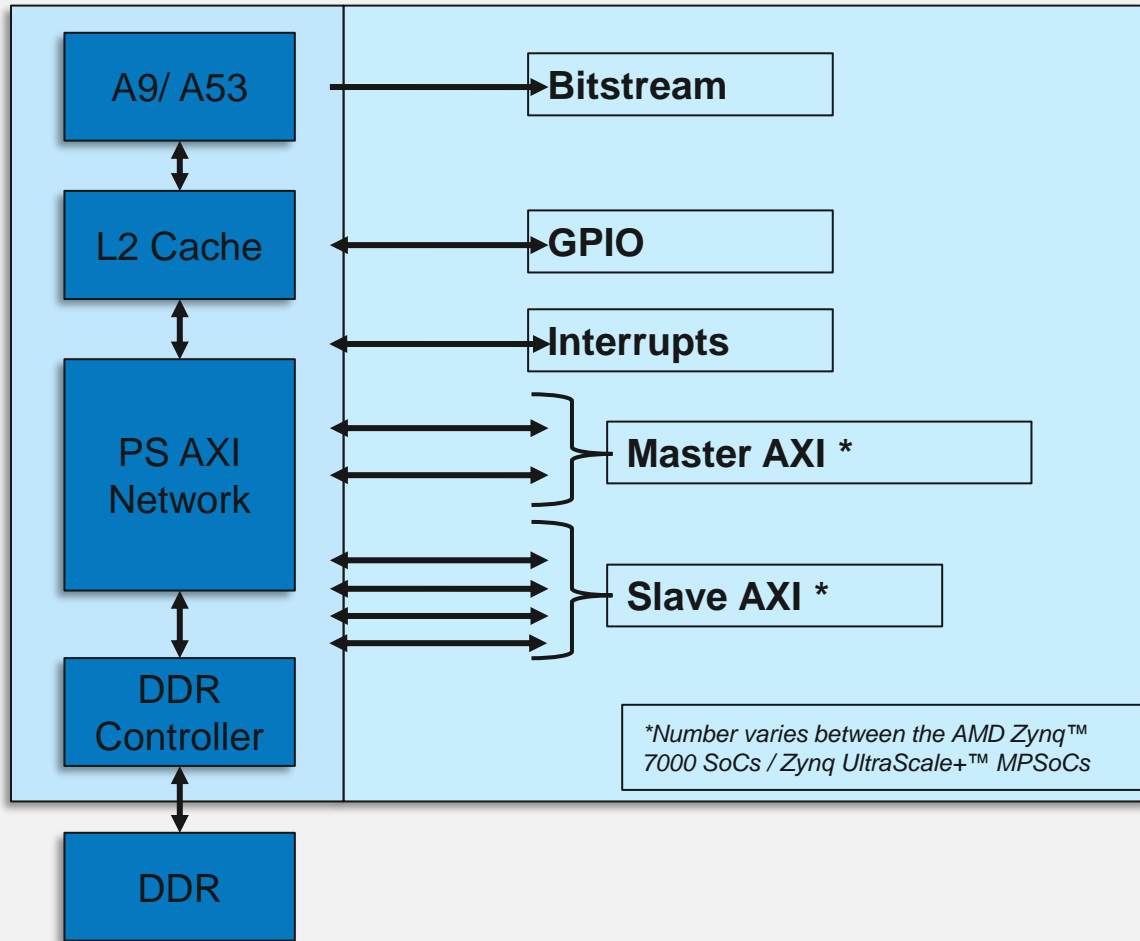 A9/ A53
Bitstream
L2 Cache
GPIO
Interrupts
PS AXI
Network
Master AXI *
Slave AXI *
DDR
Controller
*Number varies between the AMD Zynq™
7000 SoCs / Zynq UltraScale+™ MPSoCs
DDR